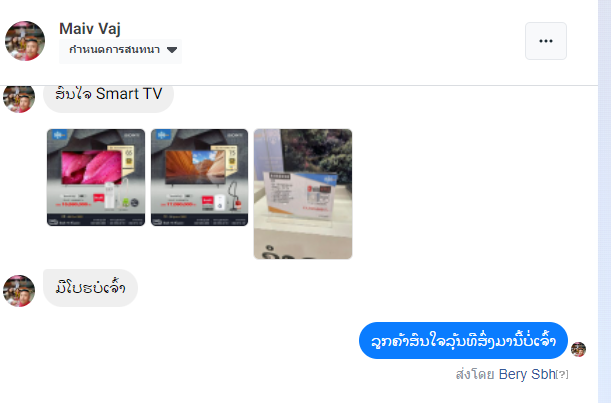 Maiv Vaj
กำหนดการสนทนา
ສົນໃຈ Smart TV
SONY
SONY
ມີໂປຣບໍ່ເຈົ້າ
ລູກຄ້າສົນໃຈລຸ້ນທີ່ສົ່ງມານີ້ບໍ່ເຈົ້າ
ส่งโดย Bery Sbh[?]